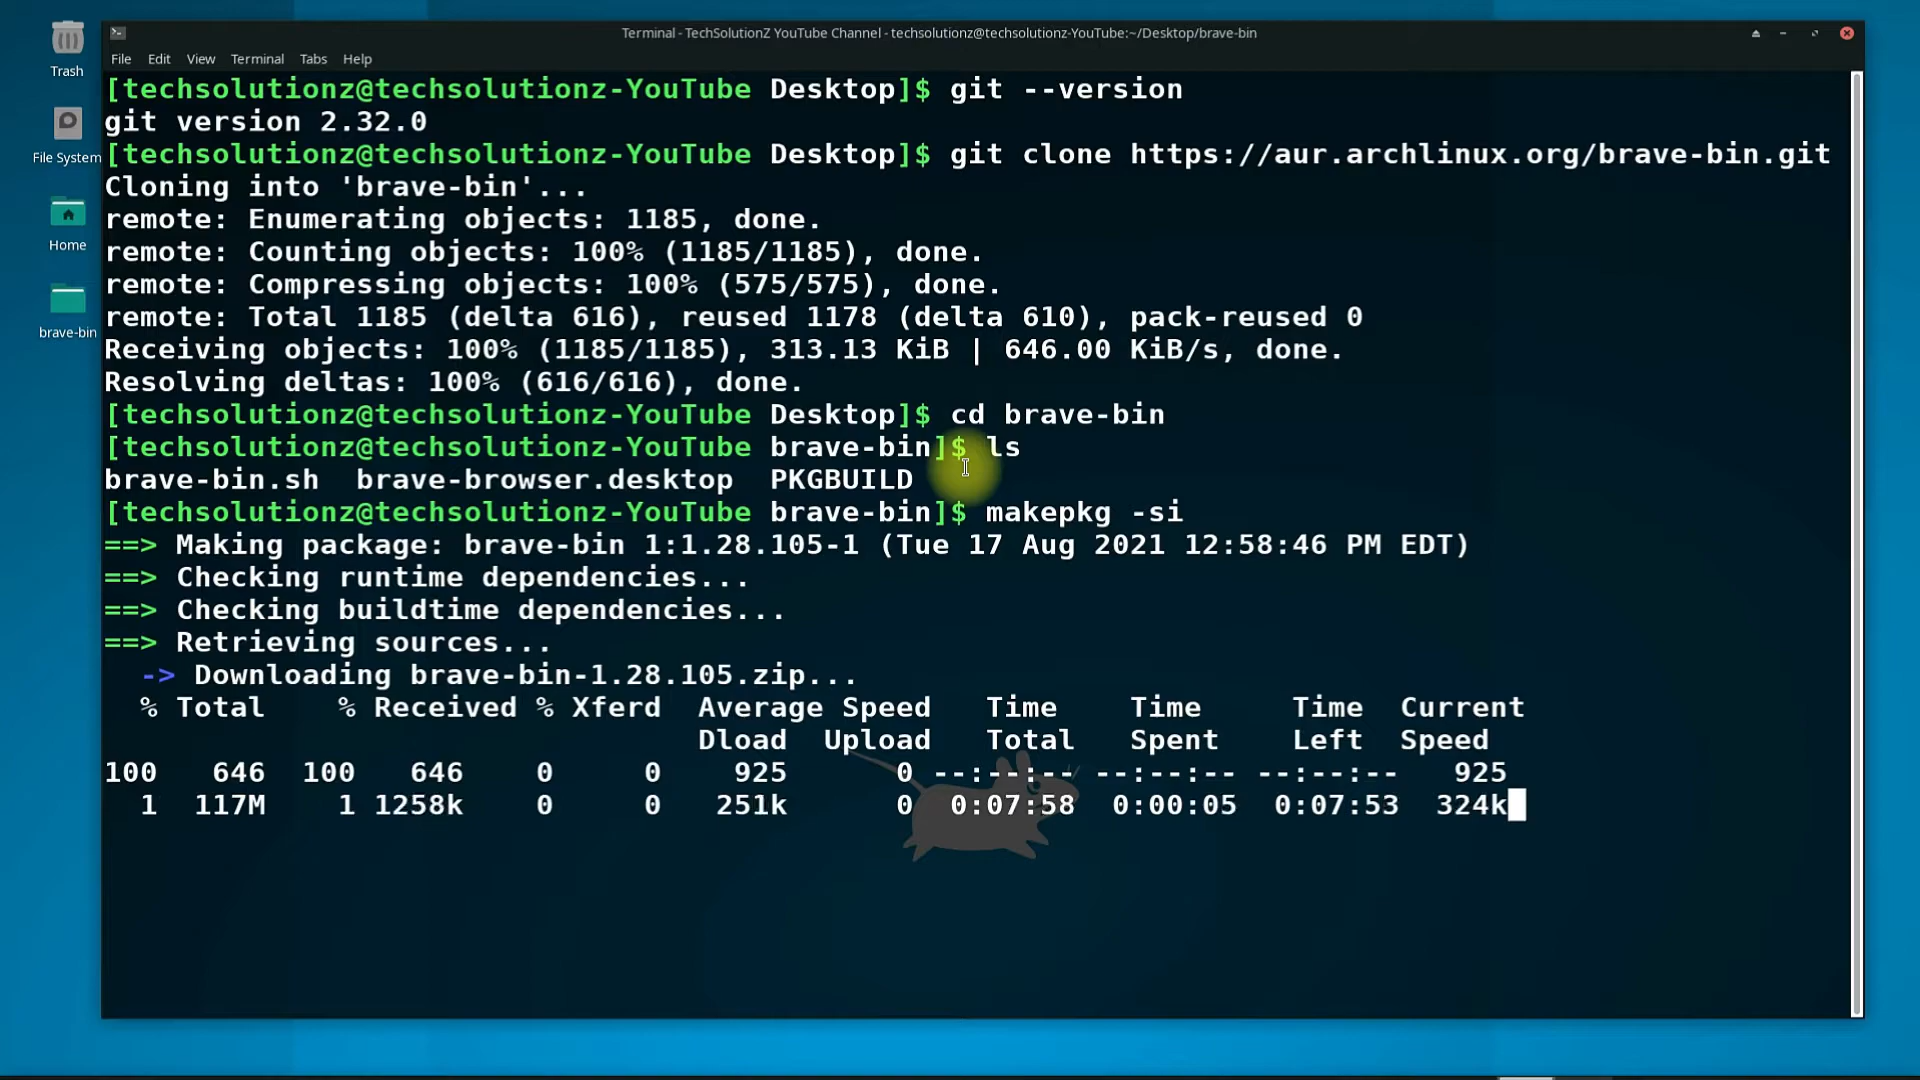 Terminal - TechSolutionZ YouTube Channel - techsolutionz@techsolutionz-YouTube:~/Desktop/brave-bin
File Edit View Terminal Tabs Help
Trash
File System
Home
brave-bin
[techsolutionz@techsolutionz-YouTube Desktop]$ git --version
git version 2.32.0
[techsolutionz@techsolutionz-YouTube Desktop]$ git clone https://aur.archlinux.org/brave-bin.git
Cloning into 'brave-bin'...
remote: Enumerating objects: 1185, done.
remote: Counting objects: 100% (1185/1185), done.
remote: Compressing objects: 100% (575/575), done.
remote: Total 1185 (delta 616), reused 1178 (delta 610), pack-reused 0
Receiving objects: 100% (1185/1185), 313.13 KiB | 646.00 KiB/s, done.
Resolving deltas: 100% (616/616), done.
[techsolutionz@techsolutionz-YouTube Desktop]$ cd brave-bin
[techsolutionz@techsolutionz-YouTube brave-bin]$ ls
brave-bin.sh  brave-browser.desktop  PKGBUILD
[techsolutionz@techsolutionz-YouTube brave-bin]$ makepkg -si
==> Making package: brave-bin 1:1.28.105-1 (Tue 17 Aug 2021 12:58:46 PM EDT)
==> Checking runtime dependencies...
==> Checking buildtime dependencies...
==> Retrieving sources...
  -> Downloading brave-bin-1.28.105.zip...
  % Total    % Received % Xferd  Average Speed   Time    Time     Time  Current
                                 Dload  Upload   Total   Spent    Left  Speed
100   646  100   646    0     0    925      0 --:--:-- --:--:-- --:--:--   925
  1  117M    1 1258k    0     0   251k      0  0:07:58  0:00:05  0:07:53  324k